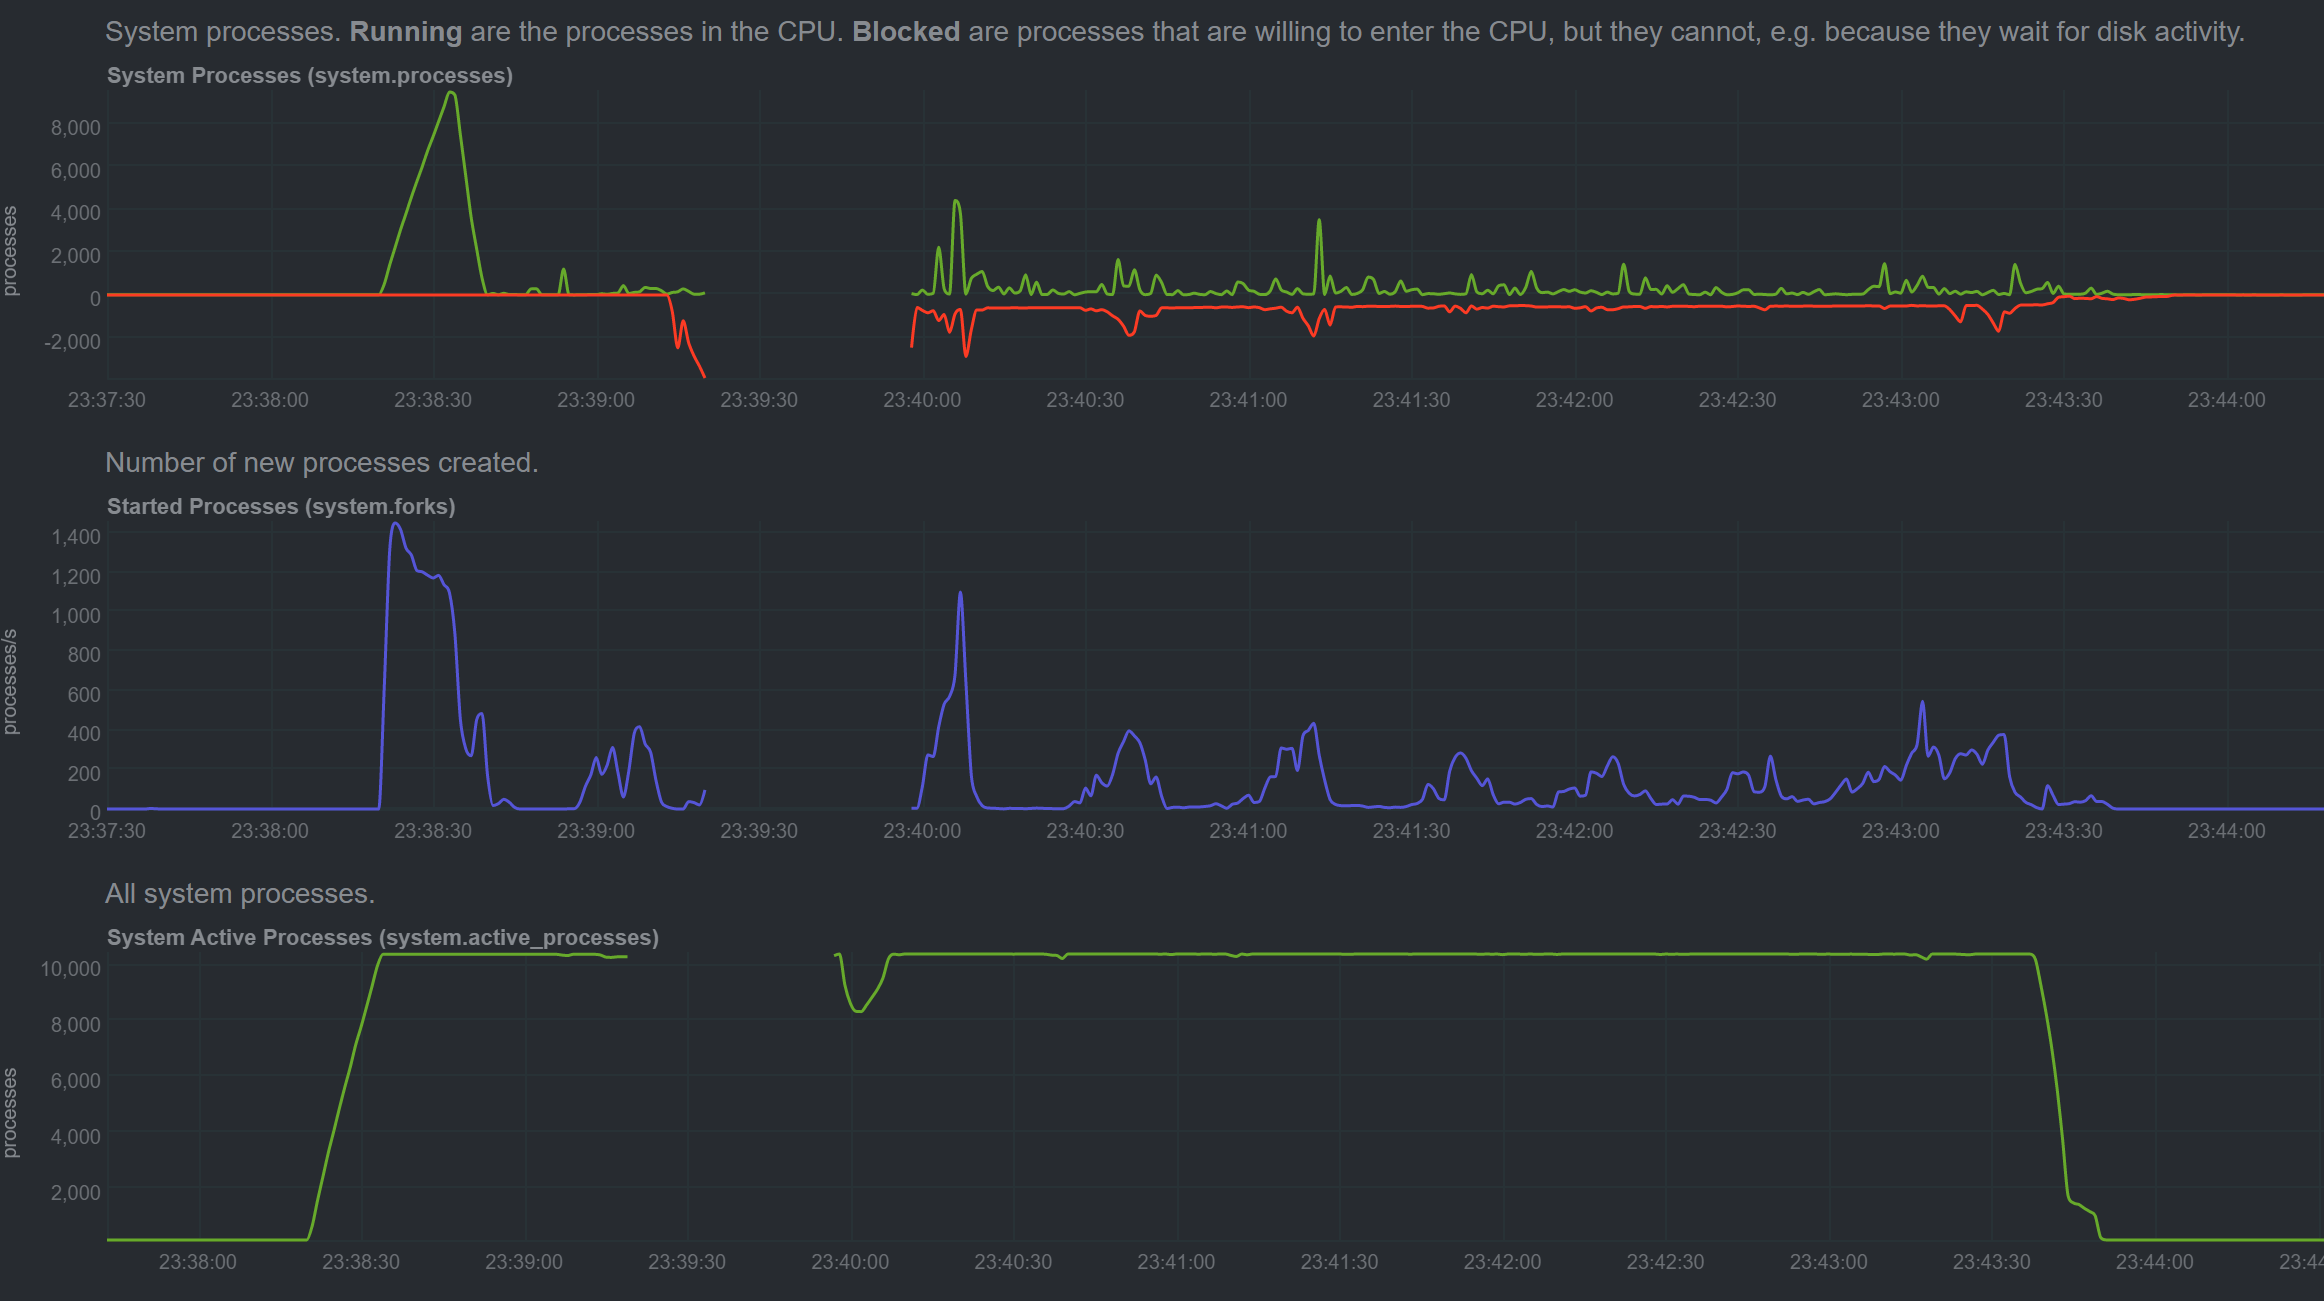 System processes. Running are the processes in the CPU. Blocked are processes that are willing to enter the CPU, but they cannot, e.g. because they wait for disk activity.
System Processes (system.processes)
8,000
6,000
4,000
2,000
0
-2,000
processes
23:37:30 23:38:00 23:38:30 23:39:00 23:39:30 23:40:00 23:40:30 23:41:00 23:41:30 23:42:00 23:42:30 23:43:00 23:43:30 23:44:00
Number of new processes created.
Started Processes (system.forks)
1,400
1,200
1,000
800
600
400
200
0
processes/s
23:37:30 23:38:00 23:38:30 23:39:00 23:39:30 23:40:00 23:40:30 23:41:00 23:41:30 23:42:00 23:42:30 23:43:00 23:43:30 23:44:00
All system processes.
System Active Processes (system.active_processes)
10,000
8,000
6,000
4,000
2,000
processes
23:38:00 23:38:30 23:39:00 23:39:30 23:40:00 23:40:30 23:41:00 23:41:30 23:42:00 23:42:30 23:43:00 23:43:30 23:44:00 23:44